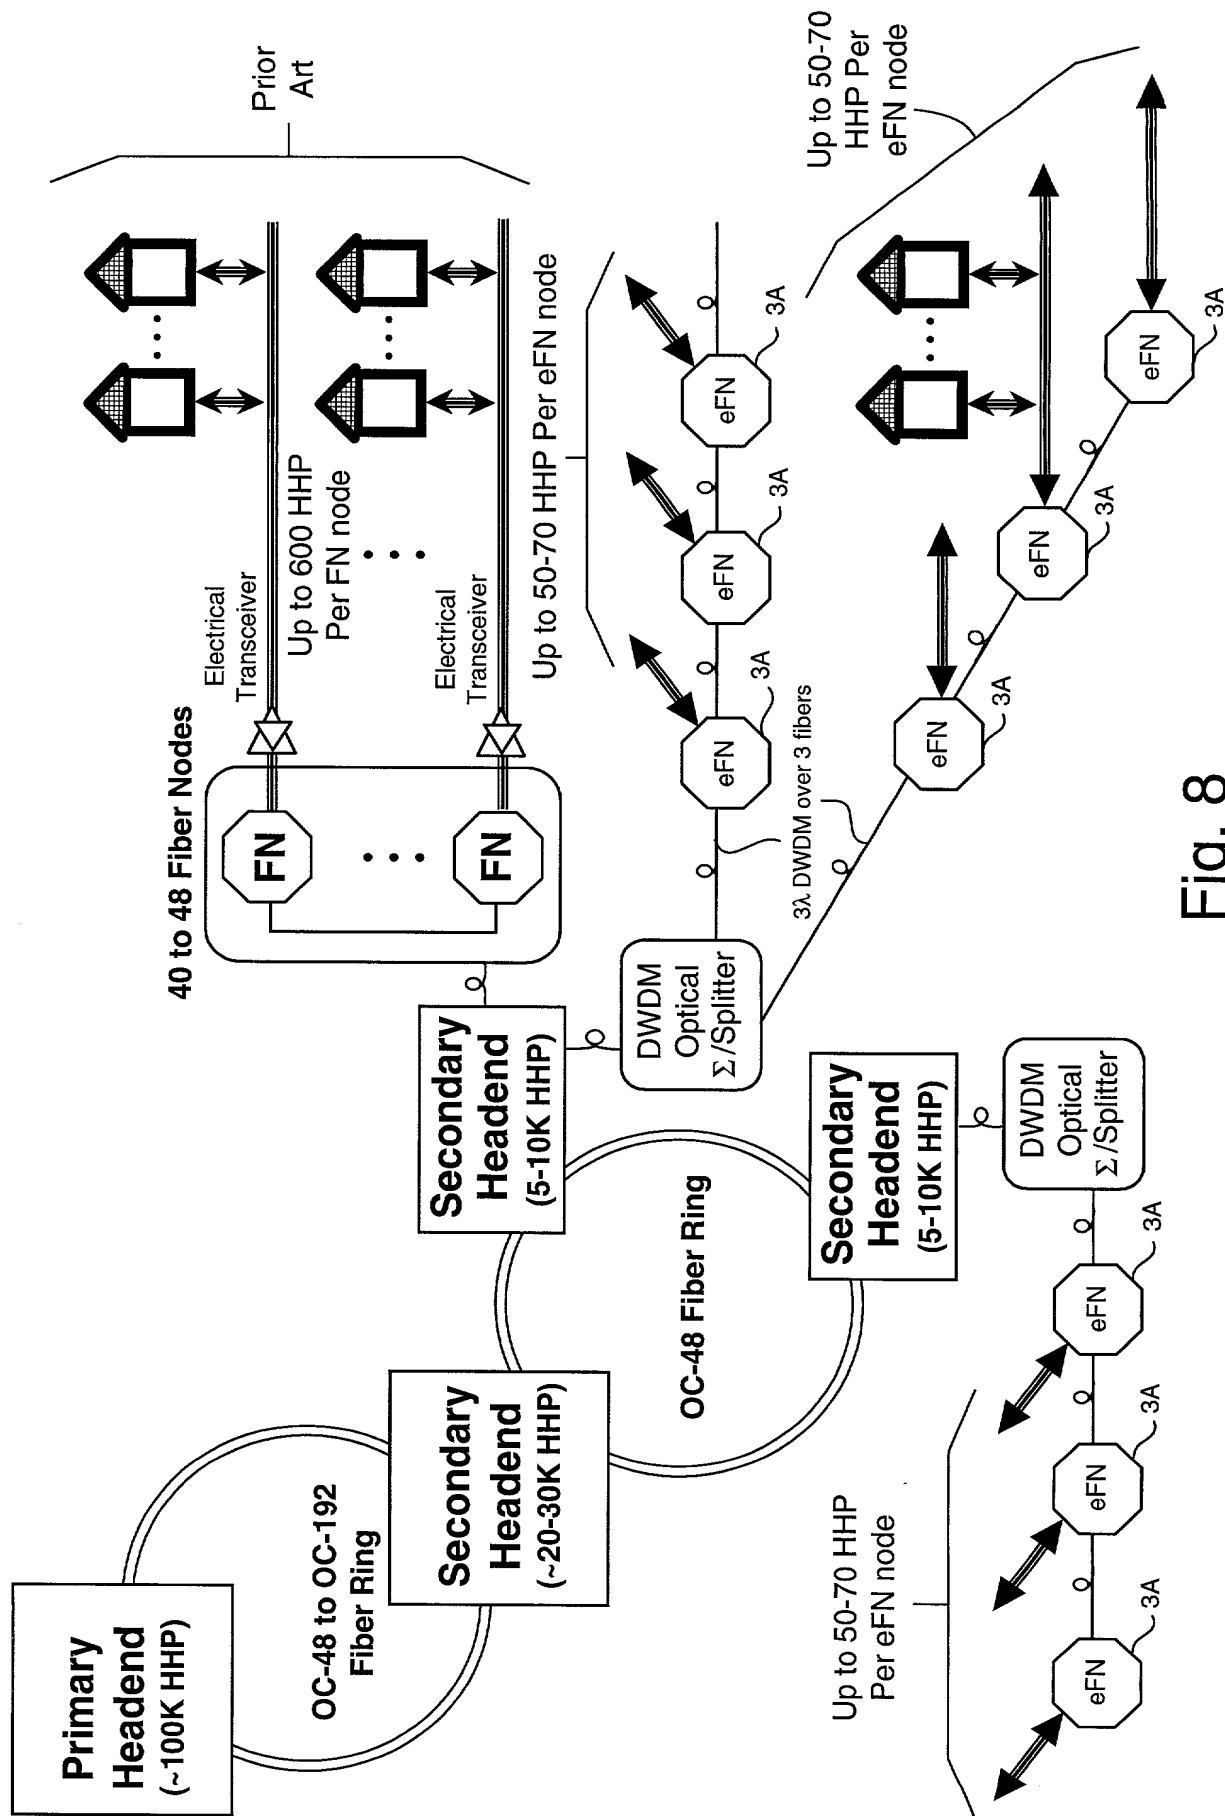 Primary
Headend
(~100K HHP)
OC-48 to OC-192
Fiber Ring
Secondary
Headend
(~20-30K HHP)
OC-48 Fiber Ring
Secondary
Headend
(5-10K HHP)
40 to 48 Fiber Nodes
FN
FN
Electrical
Transceiver
Up to 600 HHP
Per FN node
Electrical
Transceiver
Prior
Art
DWDM
Optical
Σ/Splitter
3λ DWDM over 3 fibers
Up to 50-70 HHP Per eFN node
eFN
3A
eFN
3A
eFN
3A
eFN
3A
eFN
3A
eFN
3A
Up to 50-70
HHP Per
eFN node
Secondary
Headend
(5-10K HHP)
DWDM
Optical
Σ/Splitter
Up to 50-70 HHP
Per eFN node
eFN
3A
eFN
3A
eFN
3A
Fig. 8